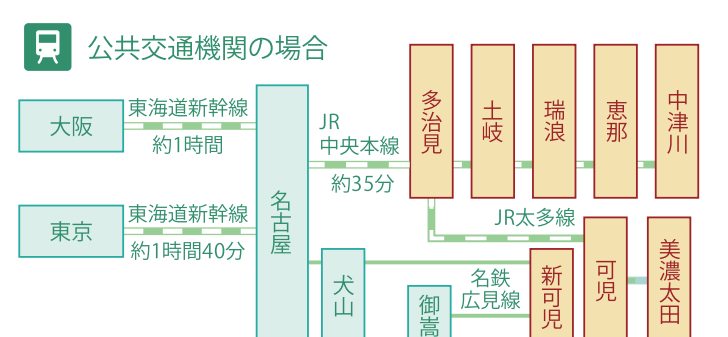 公共交通機関の場合
大阪
東海道新幹線
約1時間
東京
東海道新幹線
約1時間40分
名古屋
JR
中央本線
約35分
多治見
土岐
瑞浪
恵那
中津川
JR太多線
犬山
名鉄
広見線
御嵩
新可児
可児
美濃太田